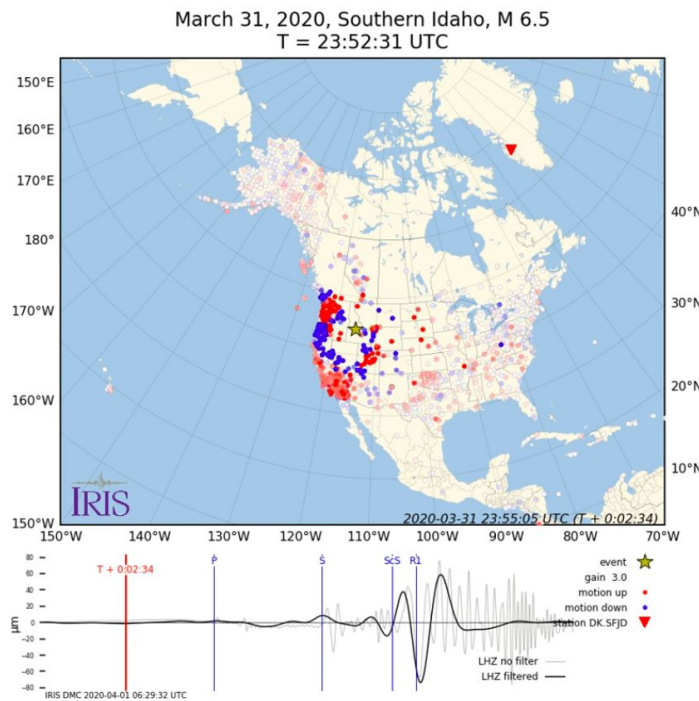 March 31, 2020, Southern Idaho, M 6.5
T = 23:52:31 UTC
150°E
160°E
170°E
180°
170°W
160°W
150°W
40°N
30°N
20°N
10°N
IRIS
2020-03-31 23:55:05 UTC (T + 0:02:34)
150°W 140°W 130°W 120°W 110°W 100°W 90°W 80°W 70°W
T + 0:02:34
P S ScS R1
event
gain 3.0
motion up
motion down
station DK.SFJD
µm
80
60
40
20
0
-20
-40
-60
-80
LHZ no filter
LHZ filtered
IRIS DMC 2020-04-01 06:29:32 UTC